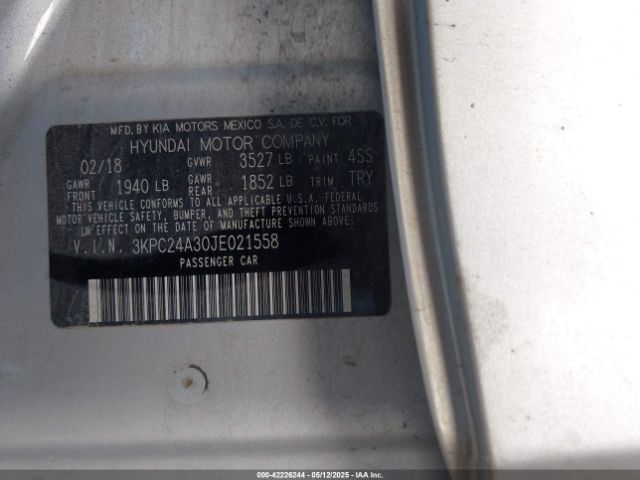 MFD. BY KIA MOTORS MEXICO S.A. DE C.V. FOR
HYUNDAI MOTOR COMPANY
02/18 GVWR 3527 LB PAINT 4SS
GAWR FRONT 1940 LB GAWR REAR 1852 LB TRIM TRY
THIS VEHICLE CONFORMS TO ALL APPLICABLE U.S.A. FEDERAL
MOTOR VEHICLE SAFETY, BUMPER, AND THEFT PREVENTION STANDARDS
IN EFFECT ON THE DATE OF MANUFACTURE SHOWN ABOVE.
V.I.N. 3KPC24A30JE021558
PASSENGER CAR
000-42226244 - 05/12/2025 - IAA, Inc.